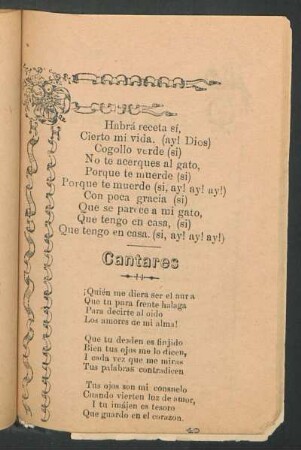 Habrá receta sí,
Cierto mi vida, (ay! Dios)
Cogollo verde (si)
No te acerques al gato,
Porque te muerde (si)
Porque te muerde (si, ay! ay! ay!)
Con poca gracia (si)
Que se parece a mi gato,
Que tengo en casa, (si)
Que tengo en casa. (si, ay! ay! ay!)
Cantares
¡Quién me diera ser el aura
Que tu pura frente halaga
Para decirte al oido
Los amores de mi alma!
Que tu desden es finjido
Bien tus ojos me lo dicen,
I cada vez que me miras
Tus palabras contradicen
Tus ojos son mi consuelo
Cuando vierten luz de amor,
I tu imájen es tesoro
Que guardo en el corazon.